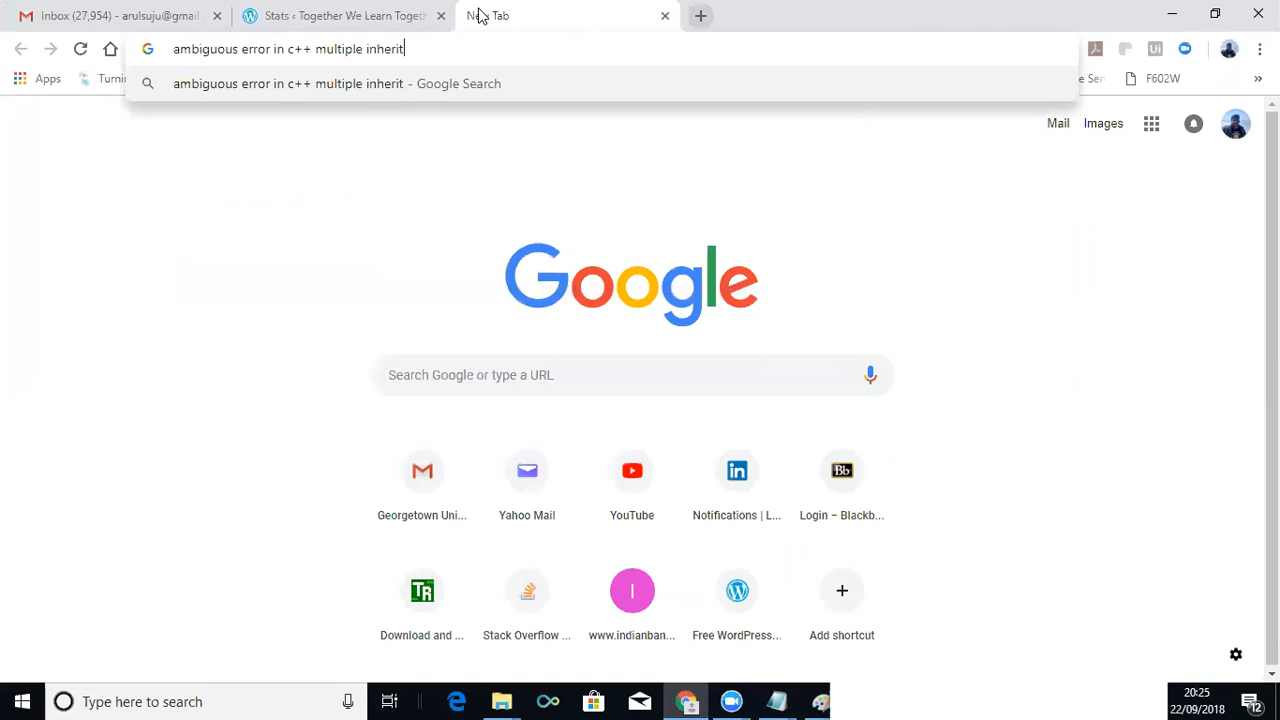 Inbox (27,954) - arulsuju@gmail
Stats ‹ Together We Learn Togeth
New Tab
ambiguous error in c++ multiple inherit
ambiguous error in c++ multiple inherit - Google Search
Apps
Turnin
e Ser
F602W
Mail
Images
Google
Search Google or type a URL
Georgetown Uni...
Yahoo Mail
YouTube
Notifications | L...
Login – Blackb...
Download and ...
Stack Overflow ...
www.indianban...
Free WordPress...
Add shortcut
Type here to search
20:25
22/09/2018
12